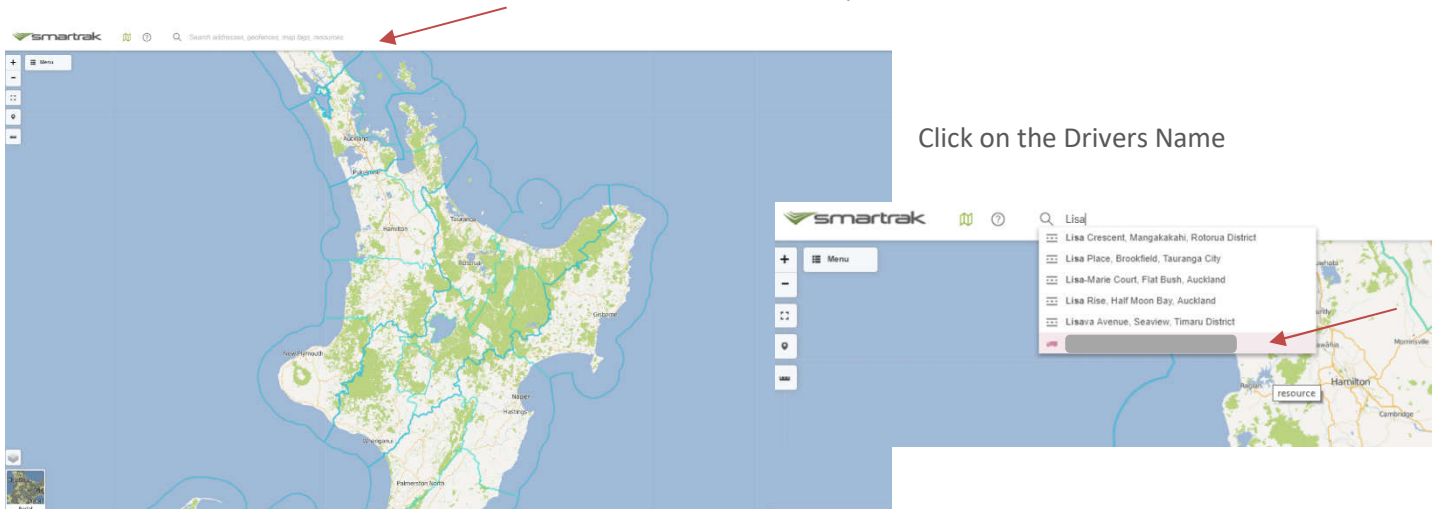 smartrak
Search addresses, geofences, map tags, resources
+
Menu
-
Auckland
Pukekohe
Tauranga
Hamilton
Rotorua
Gisborne
New Plymouth
Napier
Hastings
Whanganui
Palmerston North
Click on the Drivers Name
smartrak
Lisa
Lisa Crescent, Mangakakahi, Rotorua District
+
Menu
Lisa Place, Brookfield, Tauranga City
-
Lisa-Marie Court, Flat Bush, Auckland
Lisa Rise, Half Moon Bay, Auckland
Lisava Avenue, Seaview, Timaru District
Morrinsville
Raglan
Hamilton
resource
Cambridge